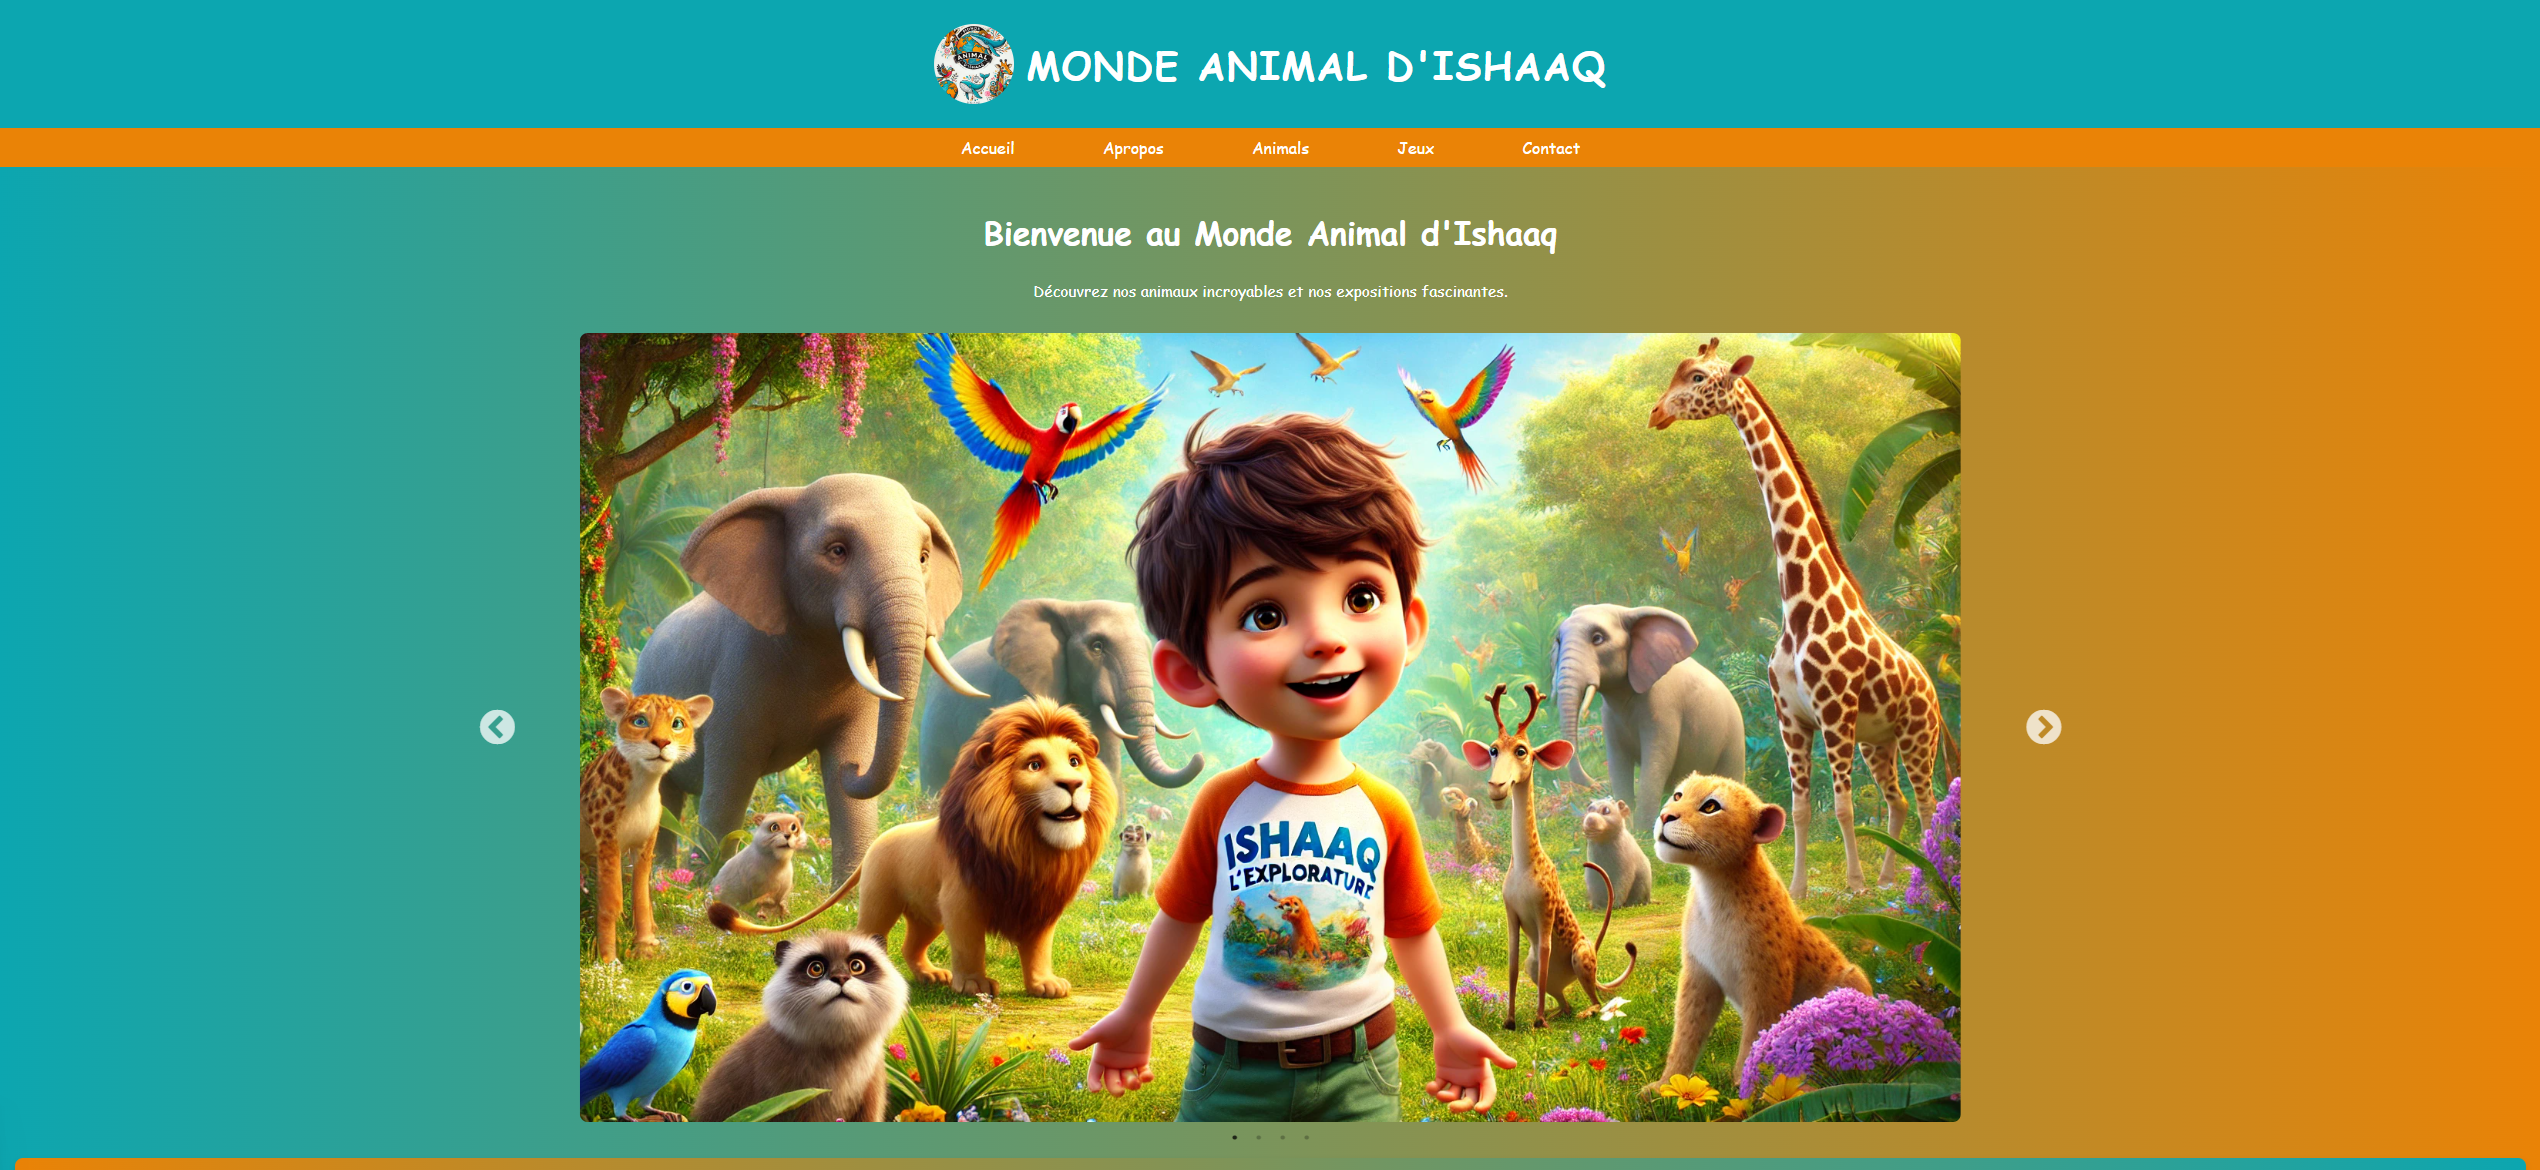 ANIMAL
MONDE ANIMAL D'ISHAAQ
Accueil Apropos Animals Jeux Contact
Bienvenue au Monde Animal d'Ishaaq
Découvrez nos animaux incroyables et nos expositions fascinantes.
ISHAAQ
L'EXPLORATURE